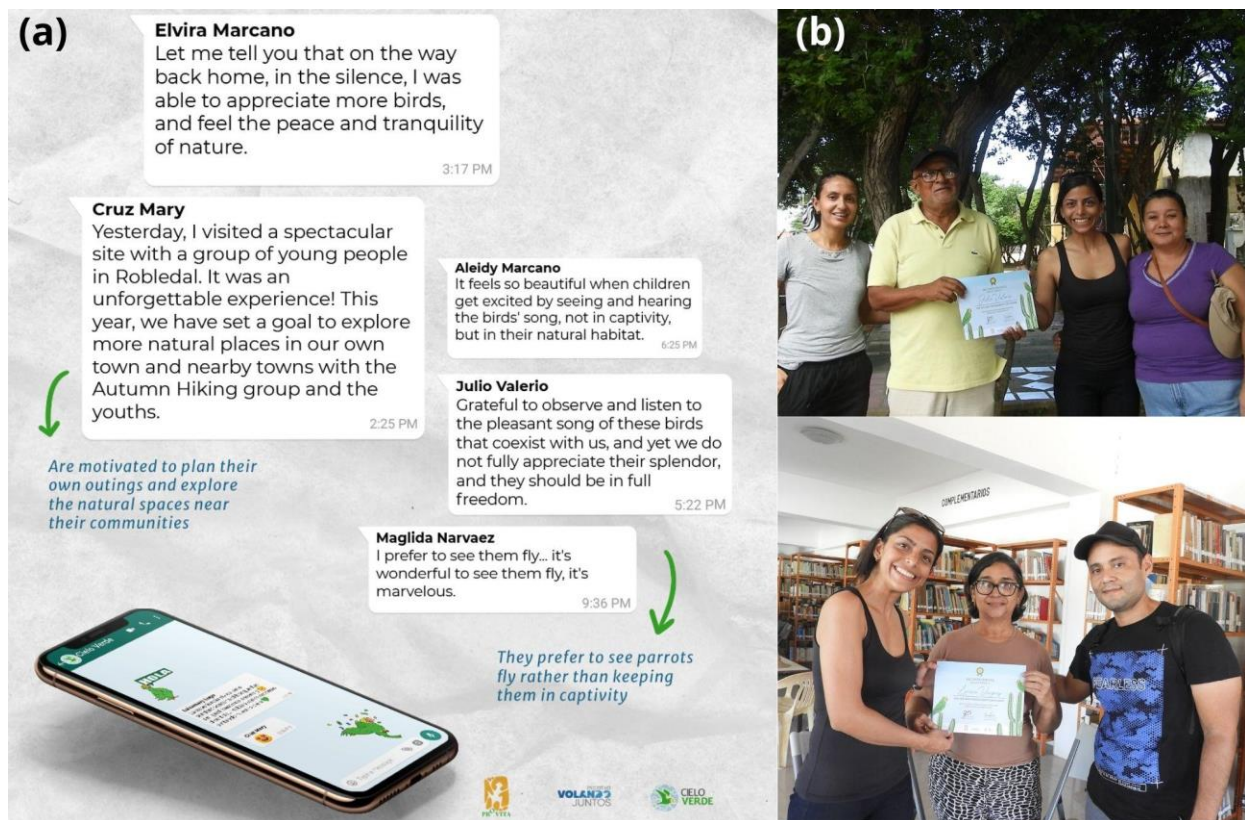 (a)
Elvira Marcano
Let me tell you that on the way
back home, in the silence, I was
able to appreciate more birds,
and feel the peace and tranquility
of nature.
3:17 PM
Cruz Mary
Yesterday, I visited a spectacular
site with a group of young people
in Robledal. It was an
unforgettable experience! This
year, we have set a goal to explore
more natural places in our own
town and nearby towns with the
Autumn Hiking group and the
youths.
2:25 PM
Aleidy Marcano
It feels so beautiful when children
get excited by seeing and hearing
the birds' song, not in captivity,
but in their natural habitat.
6:25 PM
Julio Valerio
Grateful to observe and listen to
the pleasant song of these birds
that coexist with us, and yet we do
not fully appreciate their splendor,
and they should be in full
freedom.
5:22 PM
Are motivated to plan their
own outings and explore
the natural spaces near
their communities
Maglida Narvaez
I prefer to see them fly... it's
wonderful to see them fly, it's
marvelous.
9:36 PM
They prefer to see parrots
fly rather than keeping
them in captivity
Cielo Verde
HOLA
PROVITA
VOLANDO
JUNTOS
CIELO
VERDE
(b)
COMPLEMENTARIOS
FEARLESS